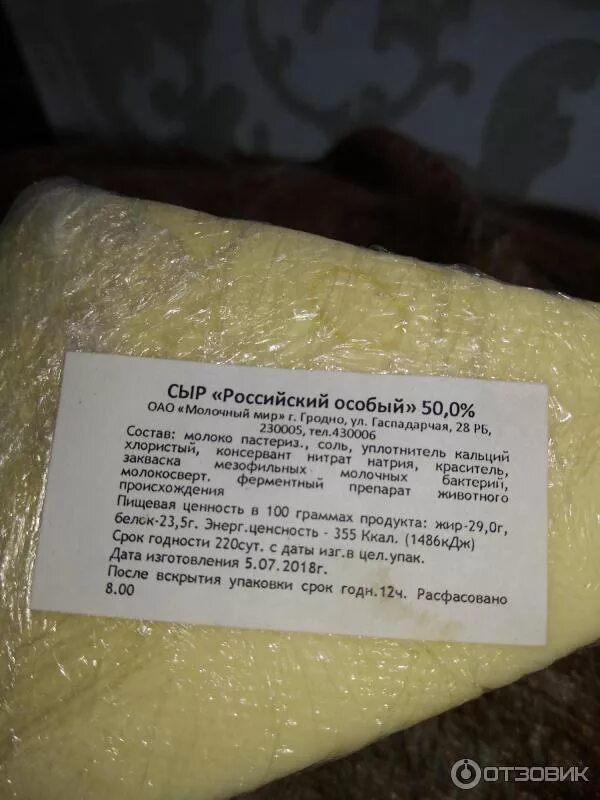 СЫР «Российский особый» 50,0%
ОАО «Молочный мир» г. Гродно, ул. Гаспадарчая, 28 РБ,
230005, тел.430006
Состав: молоко пастериз., соль, уплотнитель кальций
хлористый, консервант нитрат натрия, краситель,
закваска мезофильных молочных бактерий,
молокосверт. ферментный препарат животного
происхождения
Пищевая ценность в 100 граммах продукта: жир-29,0г,
белок-23,5г. Энерг.ценсность - 355 Ккал. (1486кДж)
Срок годности 220сут. с даты изг.в цел.упак.
Дата изготовления 5.07.2018г.
После вскрытия упаковки срок годн.12ч. Расфасовано
8.00
ОТЗОВИК